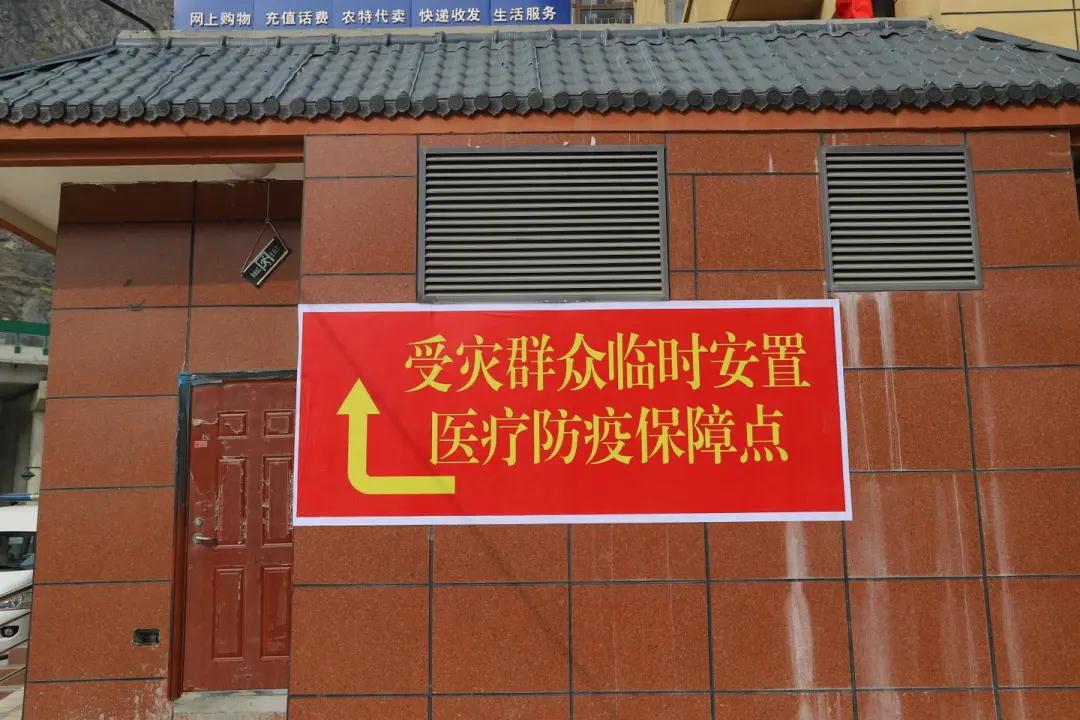 网上购物 充值话费 农特代卖 快递收发 生活服务
受灾群众临时安置
医疗防疫保障点